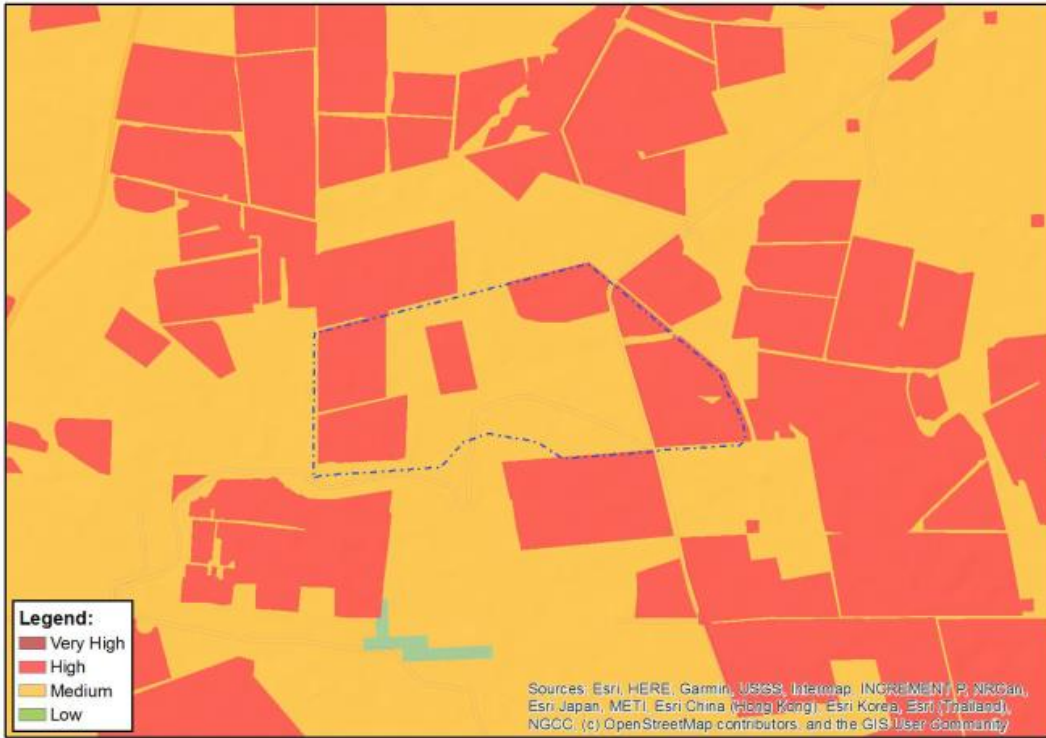 Legend:
Very High
High
Medium
Low
Sources: Esri, HERE, Garmin, USGS, Intermap, INCREMENT P, NRCan,
Esri Japan, METI, Esri China (Hong Kong), Esri Korea, Esri (Thailand),
NGCC, (c) OpenStreetMap contributors, and the GIS User Community